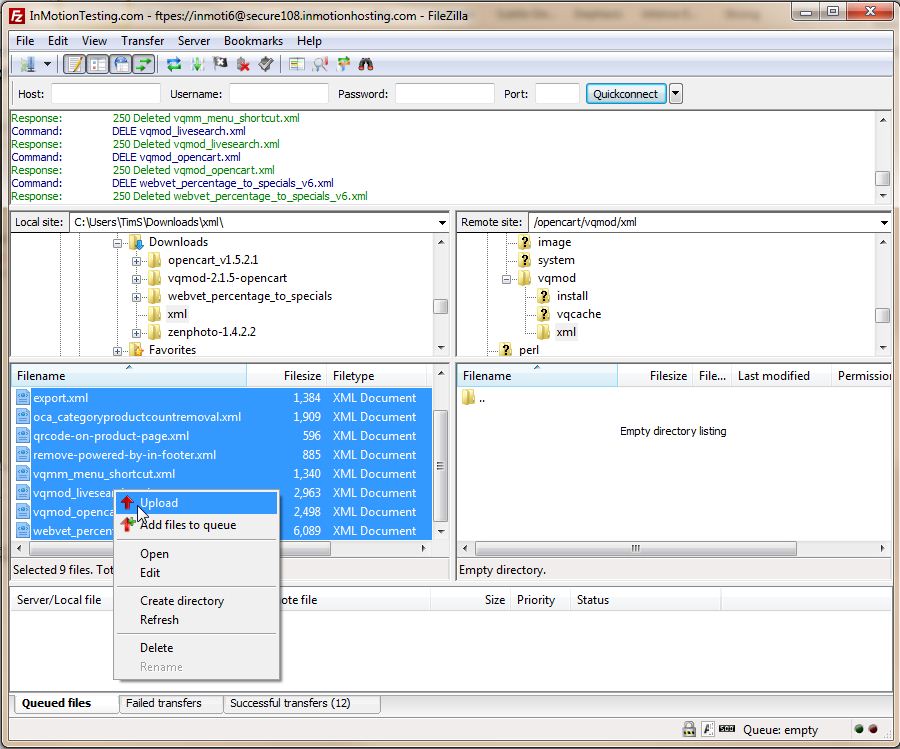 InMotionTesting.com - ftpes://inmoti6@secure108.inmotionhosting.com - FileZilla
File Edit View Transfer Server Bookmarks Help
Host: Username: Password: Port: Quickconnect
Response: 250 Deleted vqmm_menu_shortcut.xml
Command: DELE vqmod_livesearch.xml
Response: 250 Deleted vqmod_livesearch.xml
Command: DELE vqmod_opencart.xml
Response: 250 Deleted vqmod_opencart.xml
Command: DELE webvet_percentage_to_specials_v6.xml
Response: 250 Deleted webvet_percentage_to_specials_v6.xml
Local site: C:\Users\TimS\Downloads\xml\
Downloads
opencart_v1.5.2.1
vqmod-2.1.5-opencart
webvet_percentage_to_specials
xml
zenphoto-1.4.2.2
Favorites
Remote site: /opencart/vqmod/xml
image
system
vqmod
install
vqcache
xml
perl
Filename Filesize Filetype
export.xml 1,384 XML Document
oca_categoryproductcountremoval.xml 1,909 XML Document
qrcode-on-product-page.xml 596 XML Document
remove-powered-by-in-footer.xml 885 XML Document
vqmm_menu_shortcut.xml 1,340 XML Document
vqmod_livesea 2,963 XML Document
vqmod_openca 2,498 XML Document
webvet_percent 6,089 XML Document
Selected 9 files. Tot
Filename Filesize File... Last modified Permission
..
Empty directory listing
Empty directory.
Upload
Add files to queue
Open
Edit
Create directory
Refresh
Delete
Rename
Server/Local file ote file Size Priority Status
Queued files Failed transfers Successful transfers (12)
Queue: empty